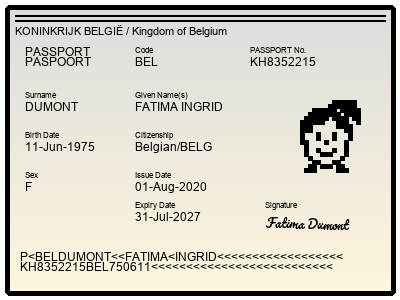 KONINKRIJK BELGIË / Kingdom of Belgium
PASSPORT Code PASSPORT No.
PASPOORT BEL KH8352215
Surname Given Name(s)
DUMONT FATIMA INGRID
Birth Date Citizenship
11-Jun-1975 Belgian/BELG
Sex Issue Date
F 01-Aug-2020
Expiry Date Signature
31-Jul-2027 Fatima Dumont
P<BELDUMONT<<FATIMA<INGRID<<<<<<<<<<<<<<<<<<
KH8352215BEL750611<<<<<<<<<<<<<<<<<<<<<<<<<<